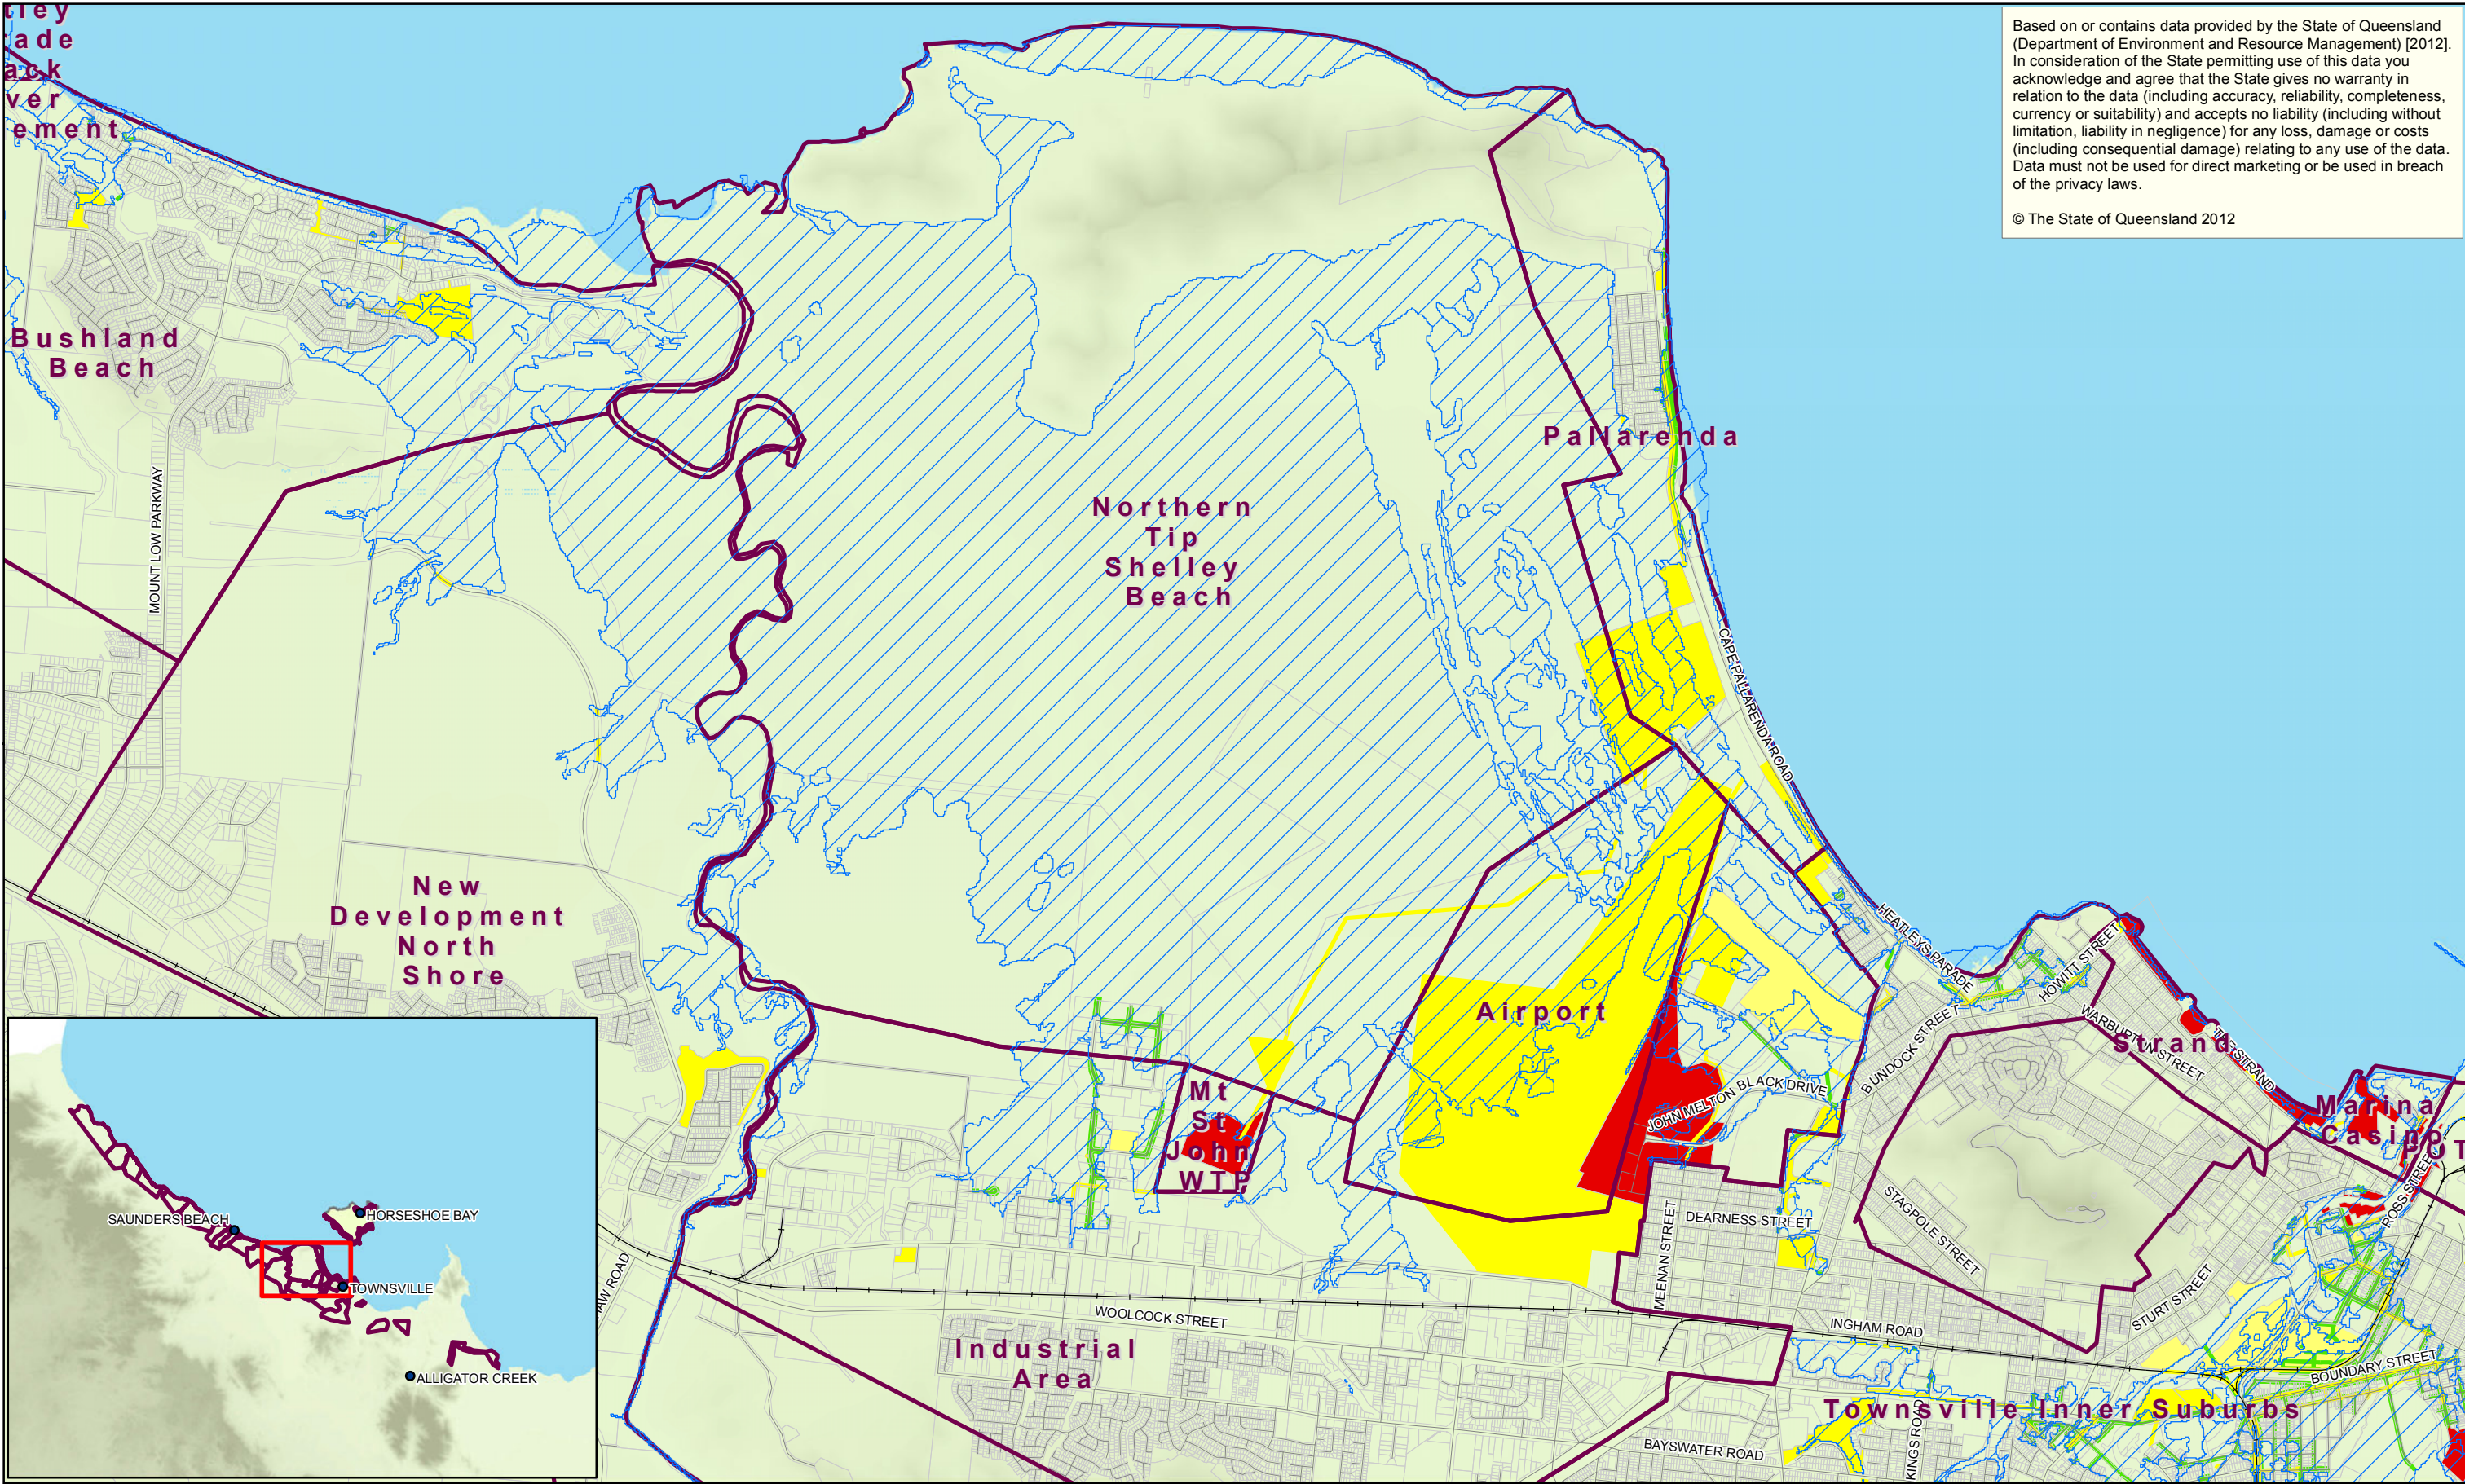 tley
rade
ack
ver
ement
Based on or contains data provided by the State of Queensland
(Department of Environment and Resource Management) [2012].
In consideration of the State permitting use of this data you
acknowledge and agree that the State gives no warranty in
relation to the data (including accuracy, reliability, completeness,
currency or suitability) and accepts no liability (including without
limitation, liability in negligence) for any loss, damage or costs
(including consequential damage) relating to any use of the data.
Data must not be used for direct marketing or be used in breach
of the privacy laws.
© The State of Queensland 2012
Bushland
Beach
MOUNT LOW PARKWAY
Pallarenda
Northern
Tip
Shelley
Beach
CAPE PALLARENDA ROAD
New
Development
North
Shore
Airport
HEATLEYS PARADE
HOWITT STREET
WARBURTON STREET
BUNDOCK STREET
Strand
THE STRAND
Mt
St
John
WTP
JOHN MELTON BLACK DRIVE
Marina
Casino
POT
ROSS STREET
STAGPOLE STREET
STURT STREET
DEARNESS STREET
MEENAN STREET
SAUNDERS BEACH
HORSESHOE BAY
TOWNSVILLE
ALLIGATOR CREEK
HAW ROAD
WOOLCOCK STREET
INGHAM ROAD
Industrial
Area
BOUNDARY STREET
Townsville Inner Suburbs
KINGS ROAD
BAYSWATER ROAD